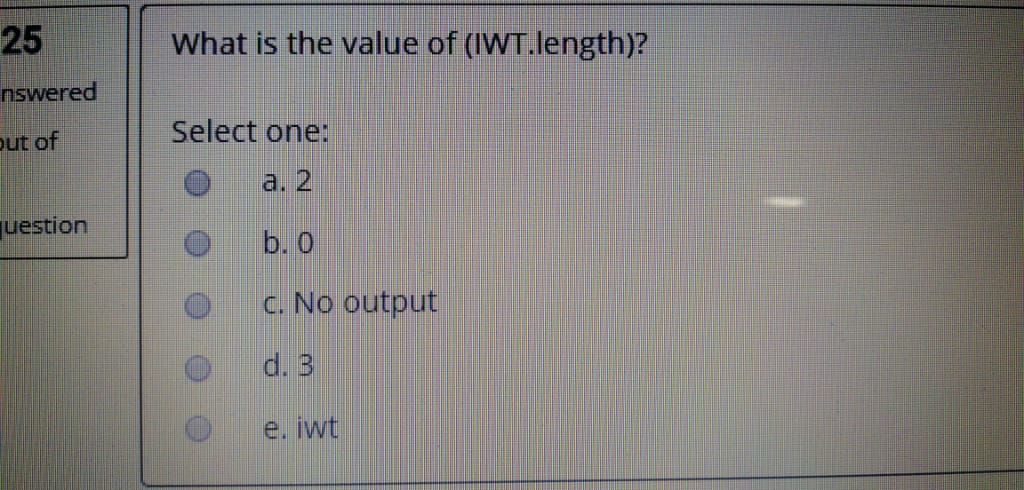 25
nswered
out of
uestion
What is the value of (IWT.length)?
Select one:
a. 2
b. 0
c. No output
d. 3
e. iwt